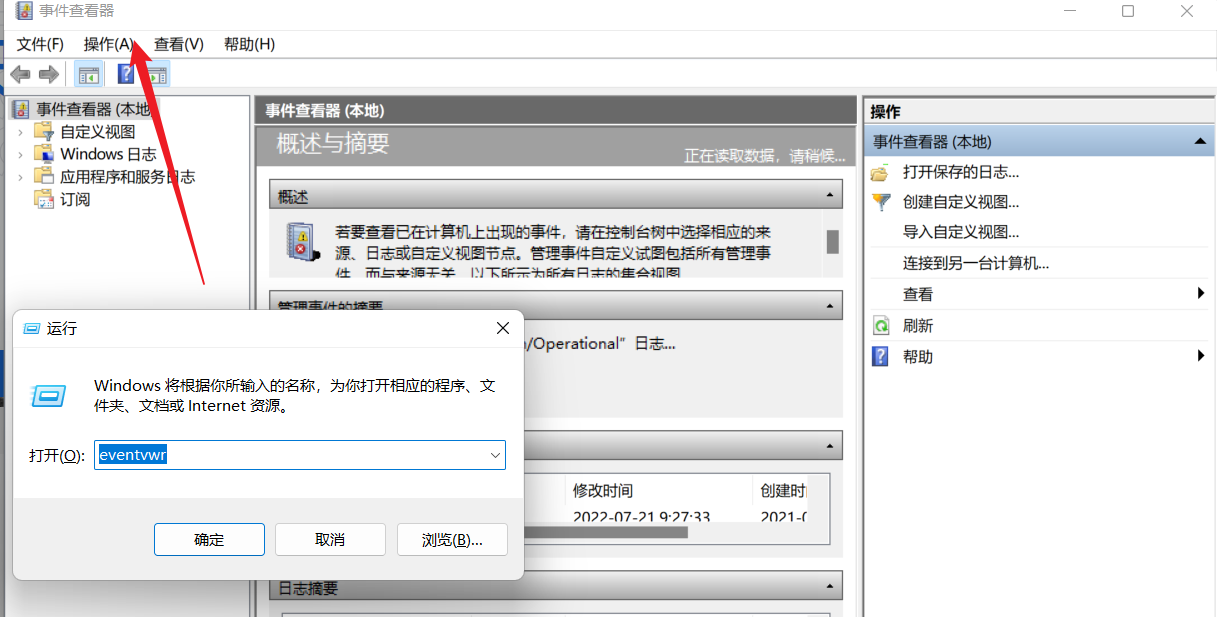 事件查看器
文件(F) 操作(A) 查看(V) 帮助(H)
事件查看器 (本地)
自定义视图
Windows 日志
应用程序和服务日志
订阅
事件查看器 (本地)
概述与摘要
正在读取数据，请稍候...
概述
若要查看已在计算机上出现的事件，请在控制台树中选择相应的来
源、日志或自定义视图节点。管理事件自定义试图包括所有管理事
件，而与来源无关。以下所示为所有日志的集合视图
管理事件的摘要
/Operational”日志...
修改时间 创建时
2022-07-21 9:27:33 2021-0
日志摘要
操作
事件查看器 (本地)
打开保存的日志...
创建自定义视图...
导入自定义视图...
连接到另一台计算机...
查看
刷新
帮助
运行
Windows 将根据你所输入的名称，为你打开相应的程序、文
件夹、文档或 Internet 资源。
打开(O): eventvwr
确定 取消 浏览(B)...